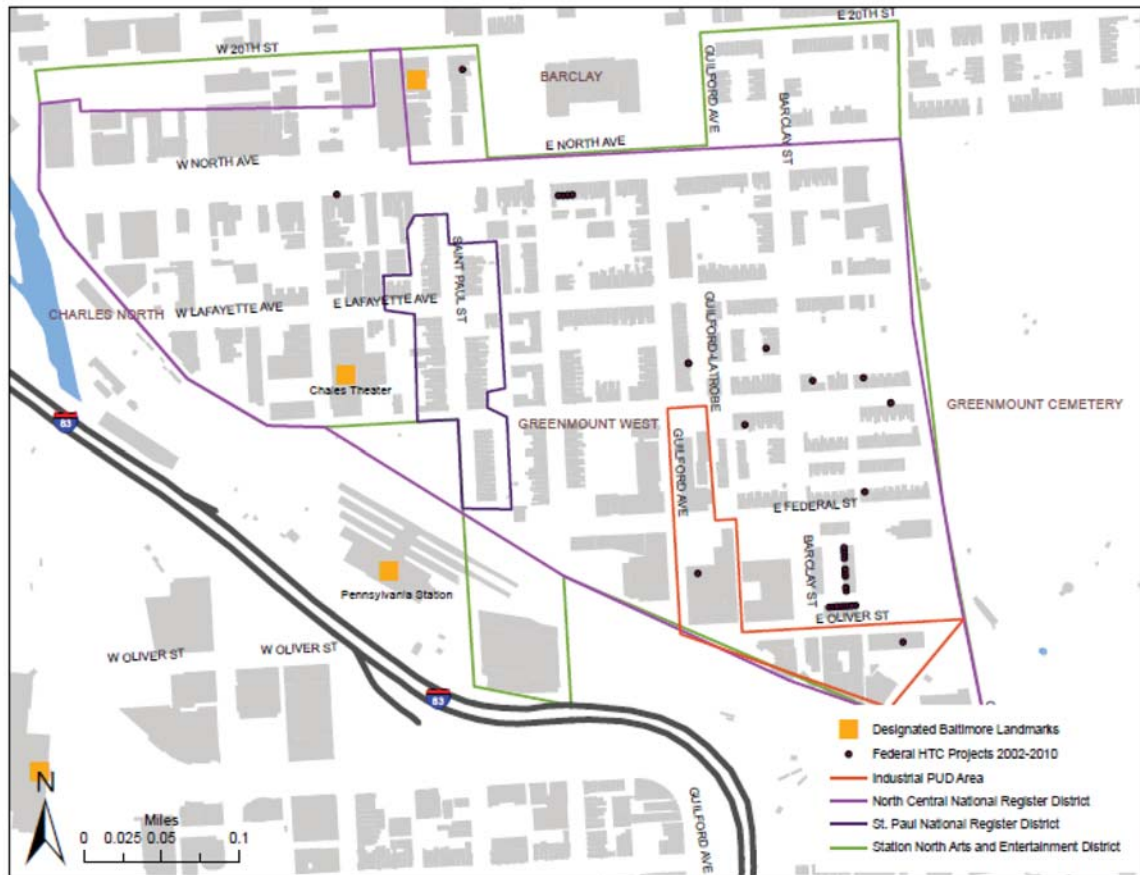 W 20TH ST
E 20TH ST
GUILFORD AVE
BARCLAY
BARCLAY ST
E NORTH AVE
W NORTH AVE
SAINT PAUL ST
E LAFAYETTE AVE
W LAFAYETTE AVE
CHARLES NORTH
GUILFORD-LATROBE
Chales Theater
GREENMOUNT WEST
GREENMOUNT CEMETERY
83
GUILFORD AVE
E FEDERAL ST
BARCLAY ST
Pennsylvania Station
E OLIVER ST
W OLIVER ST
W OLIVER ST
83
GUILFORD AVE
N
Miles
0 0.025 0.05 0.1
Designated Baltimore Landmarks
Federal HTC Projects 2002-2010
Industrial PUD Area
North Central National Register District
St. Paul National Register District
Station North Arts and Entertainment District